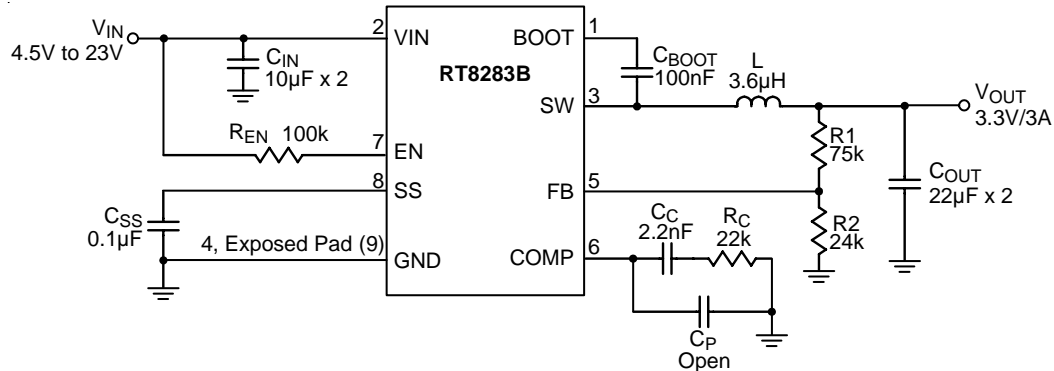 VIN
4.5V to 23V
CIN
10µF x 2
REN 100k
CSS
0.1µF
4, Exposed Pad (9)
2
7
8
VIN
EN
SS
GND
RT8283B
BOOT
SW
FB
COMP
1
3
5
6
CBOOT
100nF
L
3.6µH
VOUT
3.3V/3A
R1
75k
COUT
22µF x 2
R2
24k
CC
2.2nF
RC
22k
CP
Open